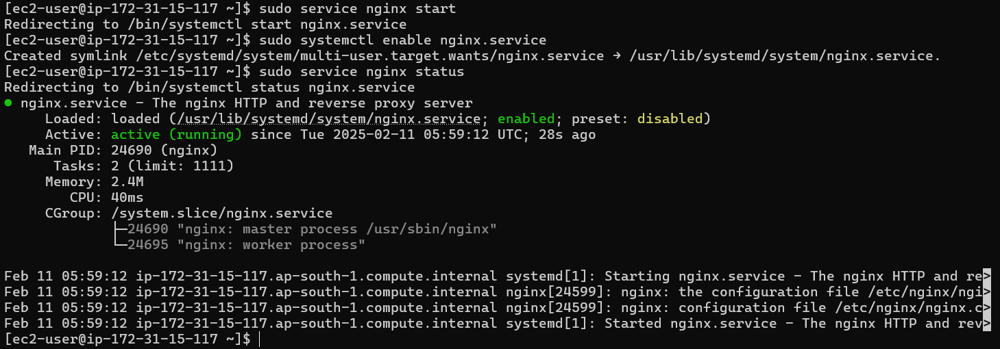 [ec2-user@ip-172-31-15-117 ~]$ sudo service nginx start
Redirecting to /bin/systemctl start nginx.service
[ec2-user@ip-172-31-15-117 ~]$ sudo systemctl enable nginx.service
Created symlink /etc/systemd/system/multi-user.target.wants/nginx.service → /usr/lib/systemd/system/nginx.service.
[ec2-user@ip-172-31-15-117 ~]$ sudo service nginx status
Redirecting to /bin/systemctl status nginx.service
● nginx.service - The nginx HTTP and reverse proxy server
     Loaded: loaded (/usr/lib/systemd/system/nginx.service; enabled; preset: disabled)
     Active: active (running) since Tue 2025-02-11 05:59:12 UTC; 28s ago
   Main PID: 24690 (nginx)
      Tasks: 2 (limit: 1111)
     Memory: 2.4M
        CPU: 40ms
     CGroup: /system.slice/nginx.service
             ├─24690 "nginx: master process /usr/sbin/nginx"
             └─24695 "nginx: worker process"

Feb 11 05:59:12 ip-172-31-15-117.ap-south-1.compute.internal systemd[1]: Starting nginx.service - The nginx HTTP and re>
Feb 11 05:59:12 ip-172-31-15-117.ap-south-1.compute.internal nginx[24599]: nginx: the configuration file /etc/nginx/ngi>
Feb 11 05:59:12 ip-172-31-15-117.ap-south-1.compute.internal nginx[24599]: nginx: configuration file /etc/nginx/nginx.c>
Feb 11 05:59:12 ip-172-31-15-117.ap-south-1.compute.internal systemd[1]: Started nginx.service - The nginx HTTP and rev>
[ec2-user@ip-172-31-15-117 ~]$